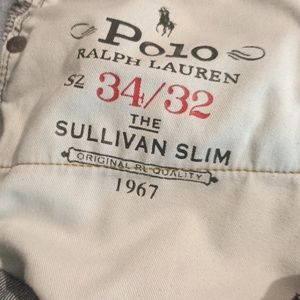 Polo
RALPH LAUREN
SZ 34/32
THE
SULLIVAN SLIM
ORIGINAL RL QUALITY
1967